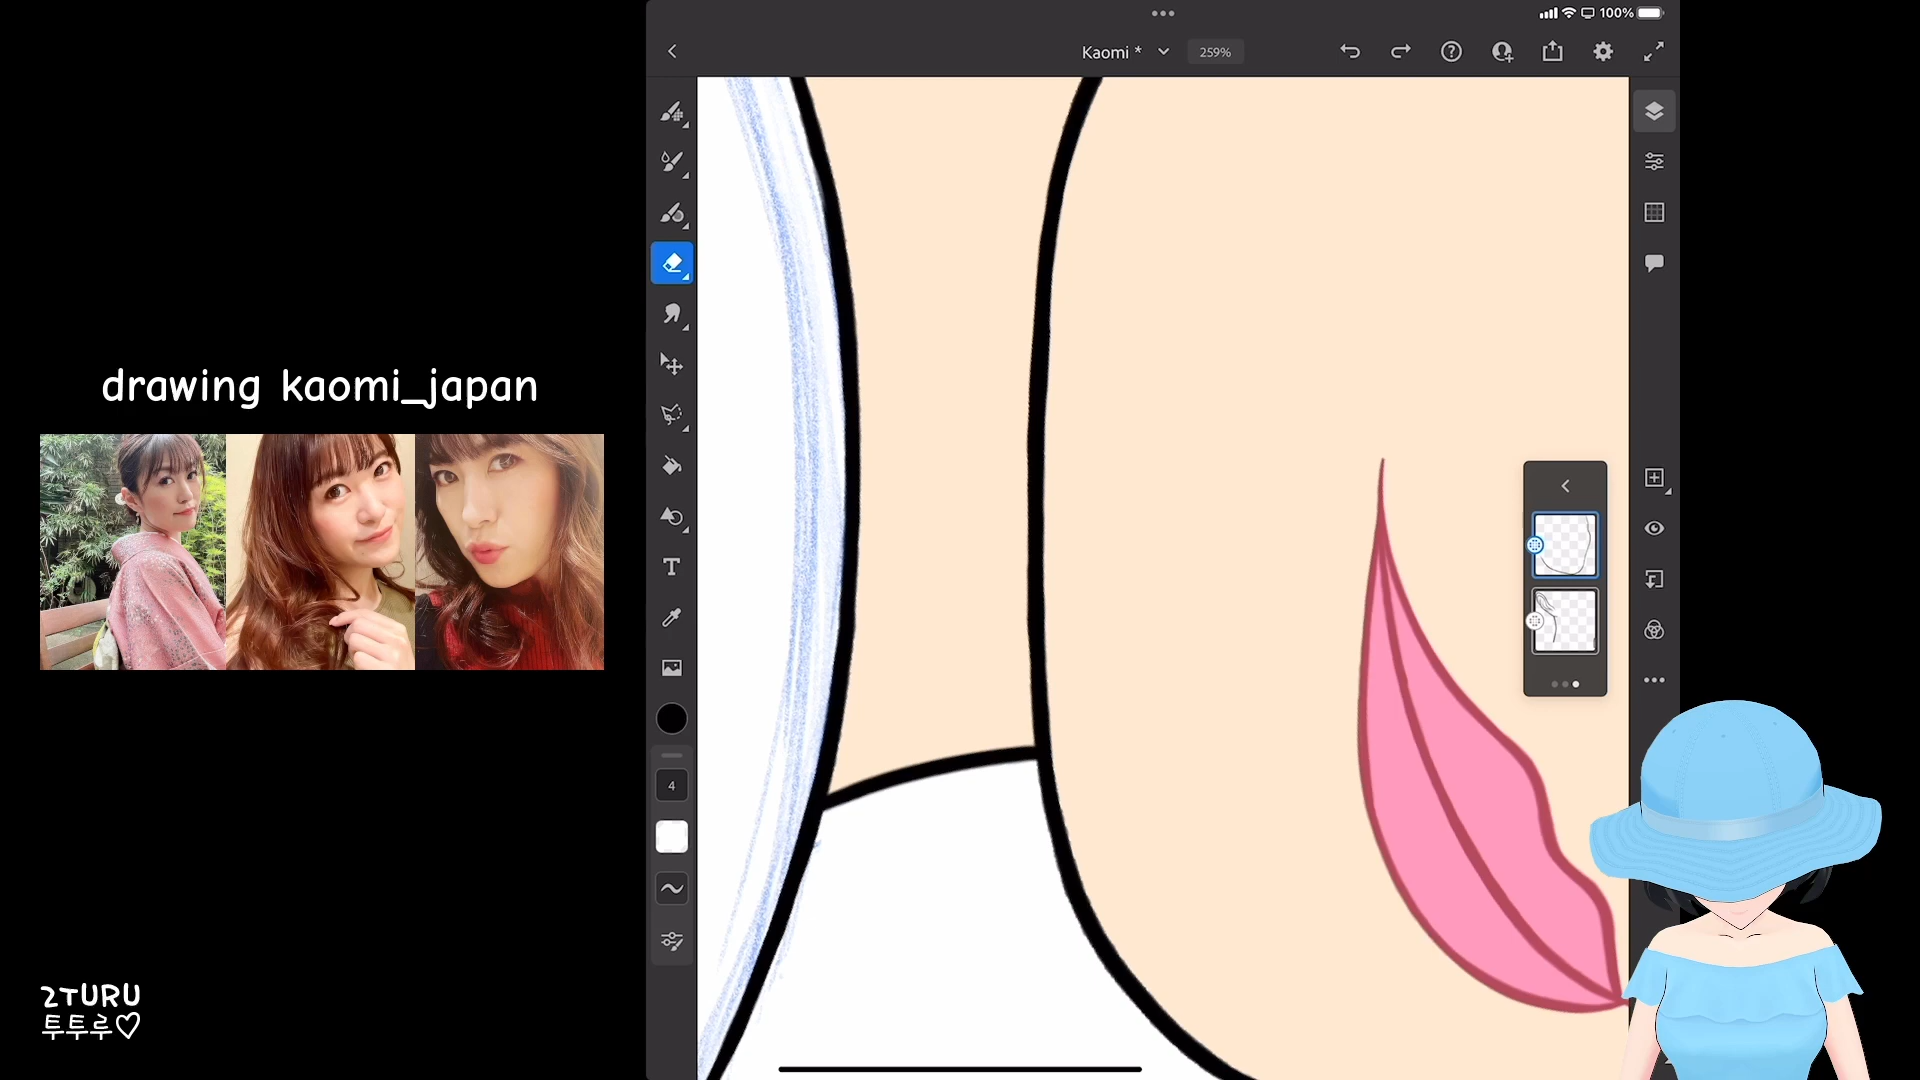 100%
Kaomi *
259%
drawing kaomi_japan
T
4
2TURU
투투루♡